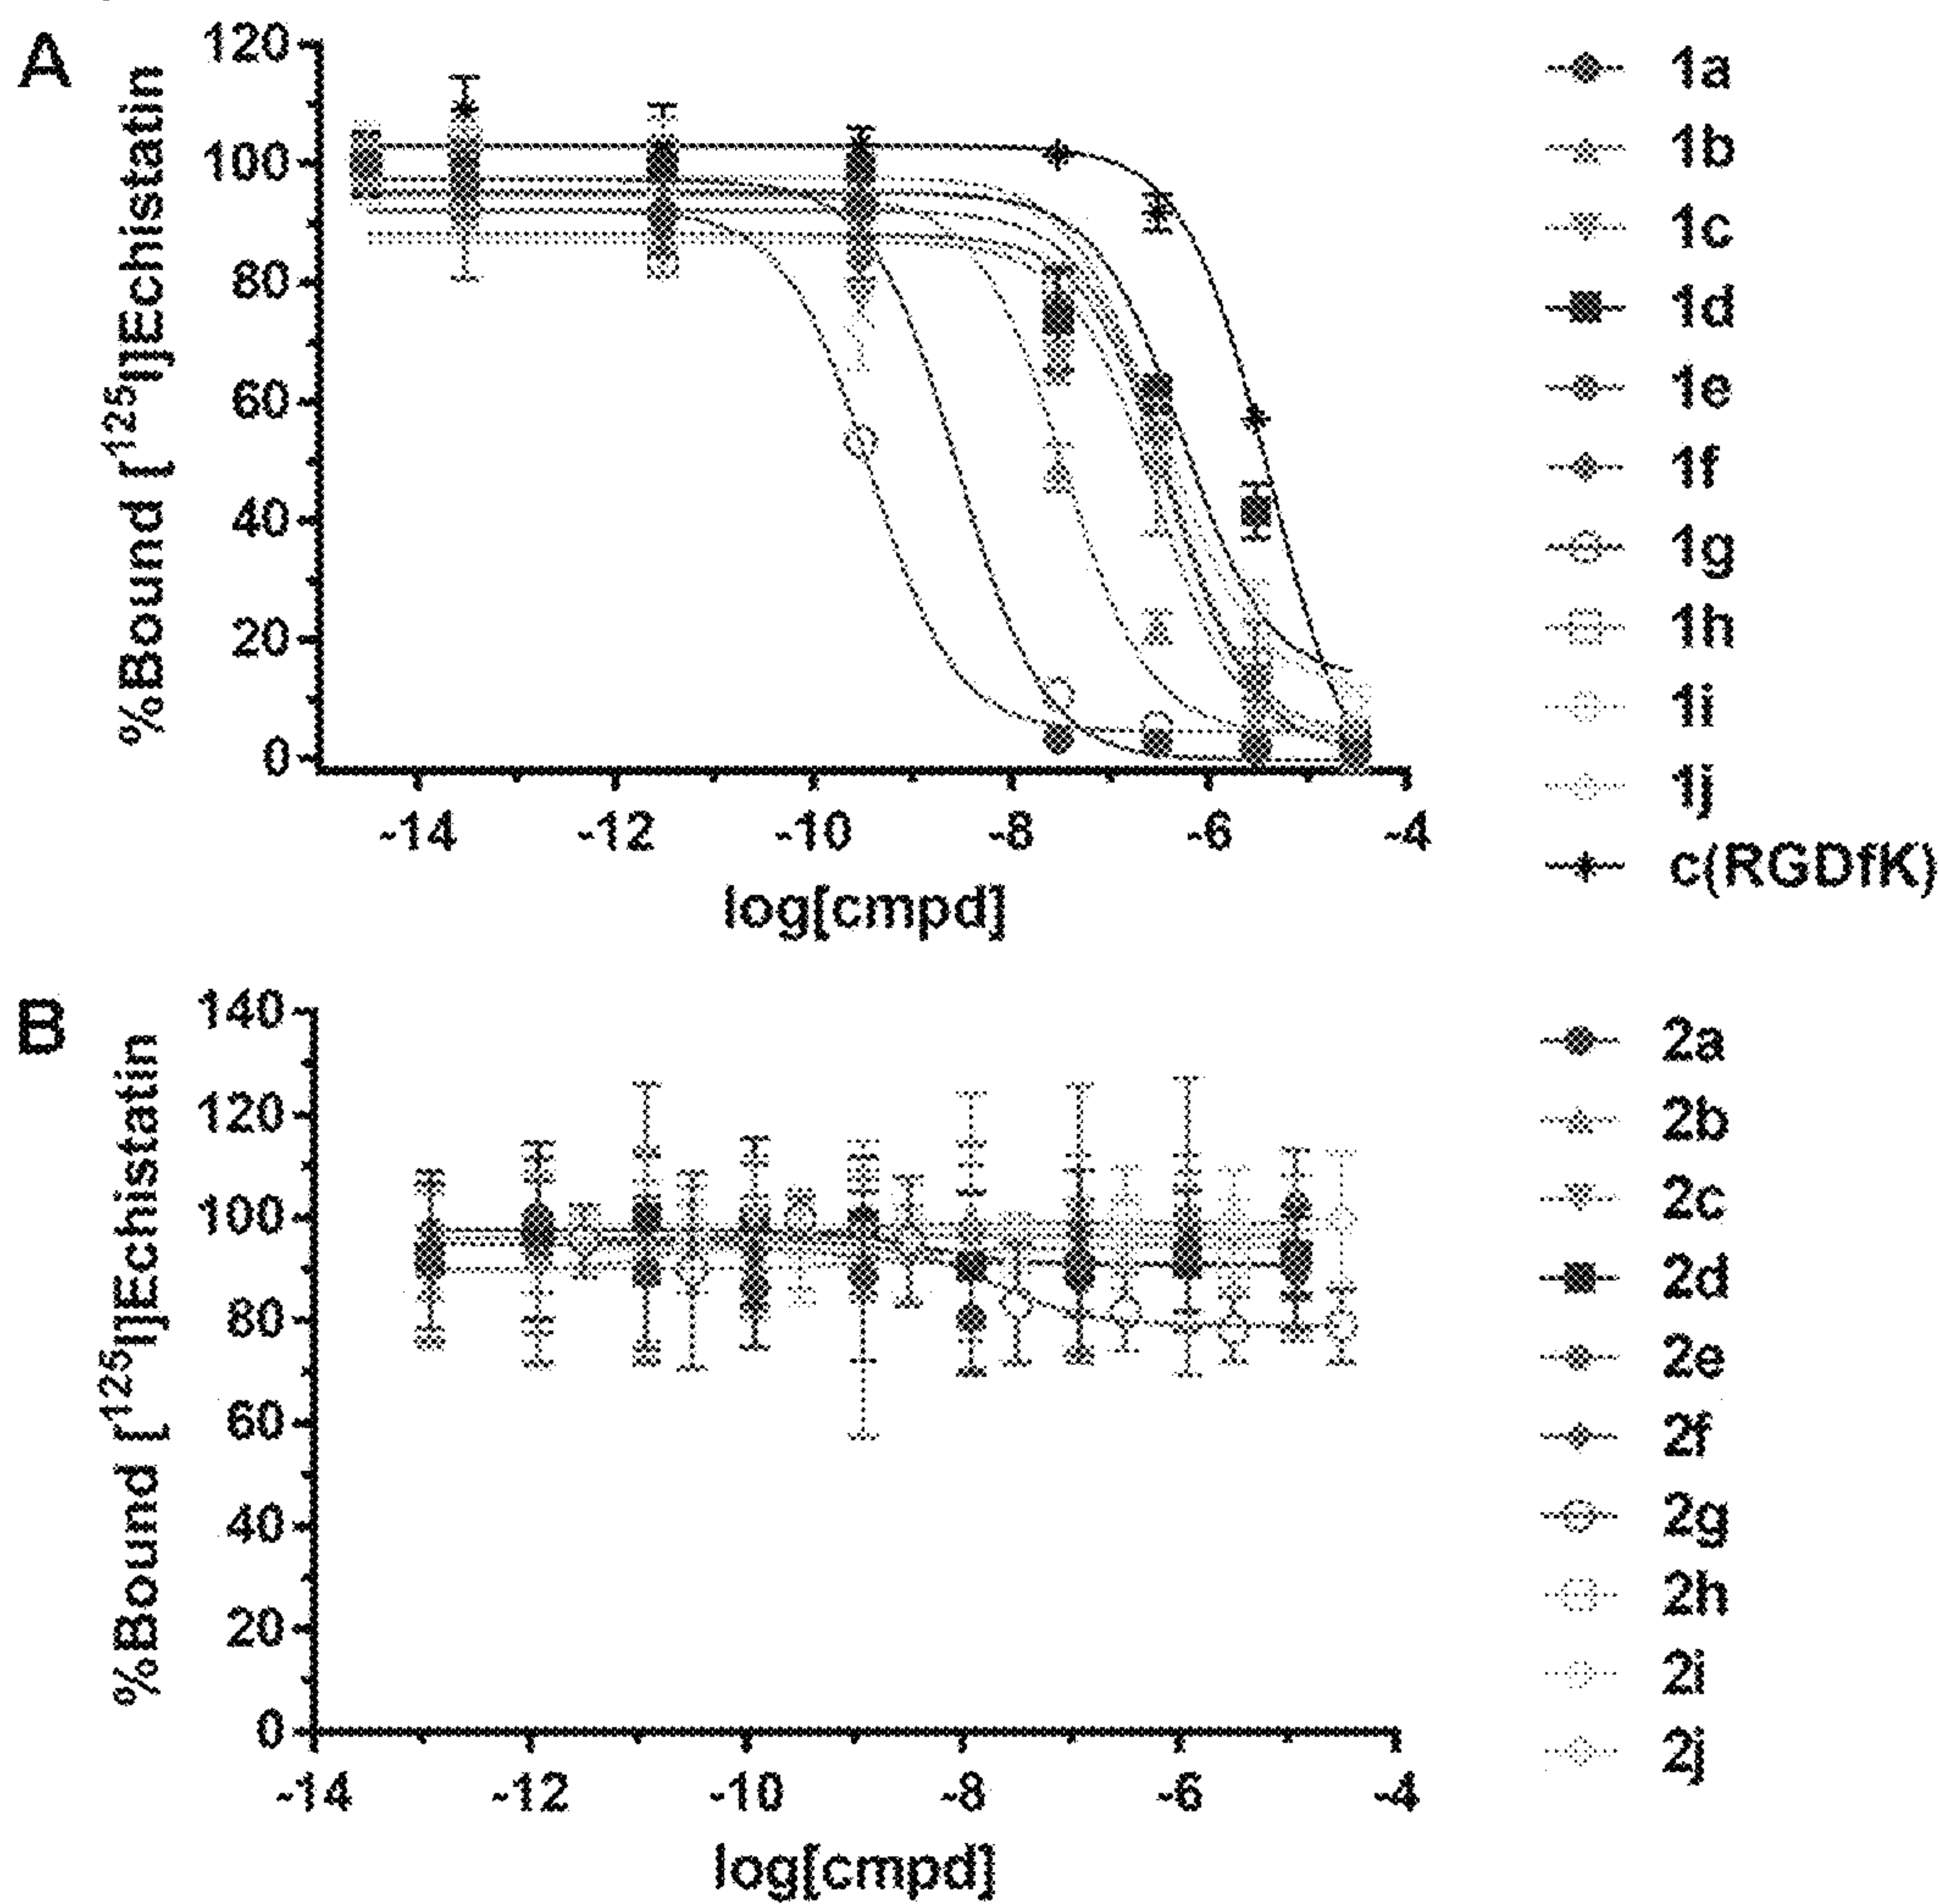 A
%Bound [125I]Echistatin
120
100
80
60
40
20
0
-14 -12 -10 -8 -6 -4
log[cmpd]
1a
1b
1c
1d
1e
1f
1g
1h
1i
1j
c(RGDfK)
B
%Bound [125I]Echistatin
140
120
100
80
60
40
20
0
-14 -12 -10 -8 -6 -4
log[cmpd]
2a
2b
2c
2d
2e
2f
2g
2h
2i
2j